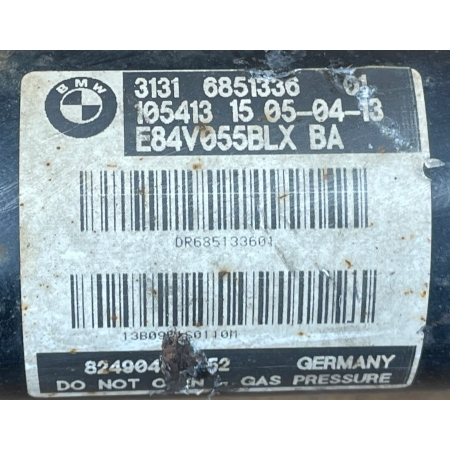 BMW
3131 6851336 01
105413 15 05-04-13
E84V055BLX BA
DR685133601
GERMANY
DO NOT GAS PRESSURE